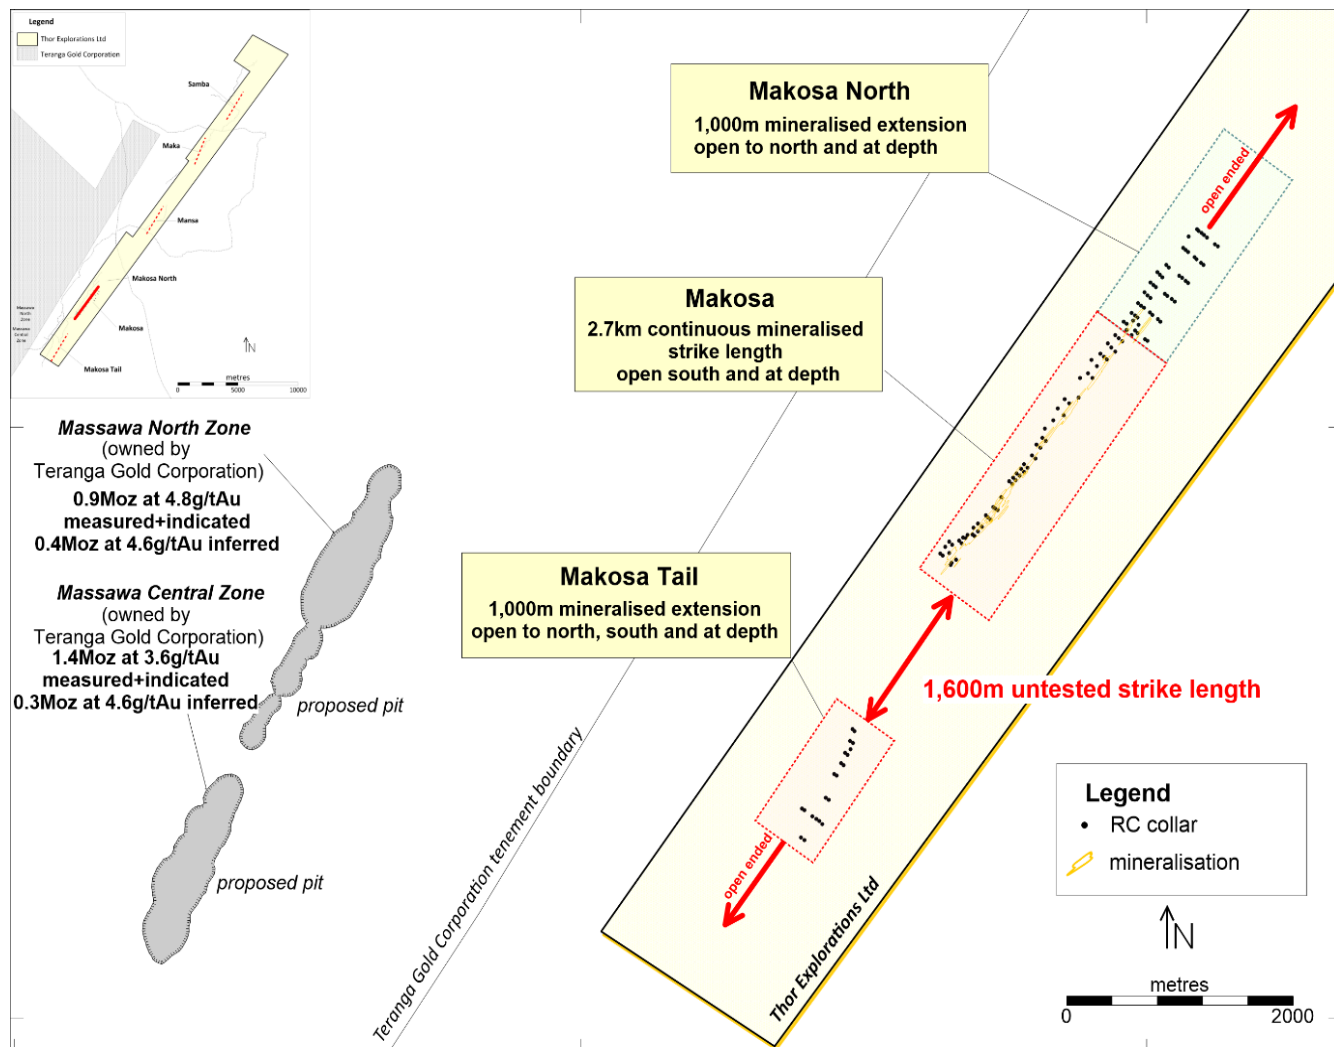 Legend
Thor Explorations Ltd
Teranga Gold Corporation
Samba
Maka
Mansa
Makosa North
Makosa
Makosa Tail
Massawa
North
Zone
Massawa
Central
Zone
N
metres
0 5000 10000
Makosa North
1,000m mineralised extension
open to north and at depth
open ended
Makosa
2.7km continuous mineralised
strike length
open south and at depth
Massawa North Zone
(owned by
Teranga Gold Corporation)
0.9Moz at 4.8g/tAu
measured+indicated
0.4Moz at 4.6g/tAu inferred
Massawa Central Zone
(owned by
Teranga Gold Corporation)
1.4Moz at 3.6g/tAu
measured+indicated
0.3Moz at 4.6g/tAu inferred
proposed pit
proposed pit
Makosa Tail
1,000m mineralised extension
open to north, south and at depth
1,600m untested strike length
open ended
Teranga Gold Corporation tenement boundary
Thor Explorations Ltd
Legend
RC collar
mineralisation
N
metres
0 2000